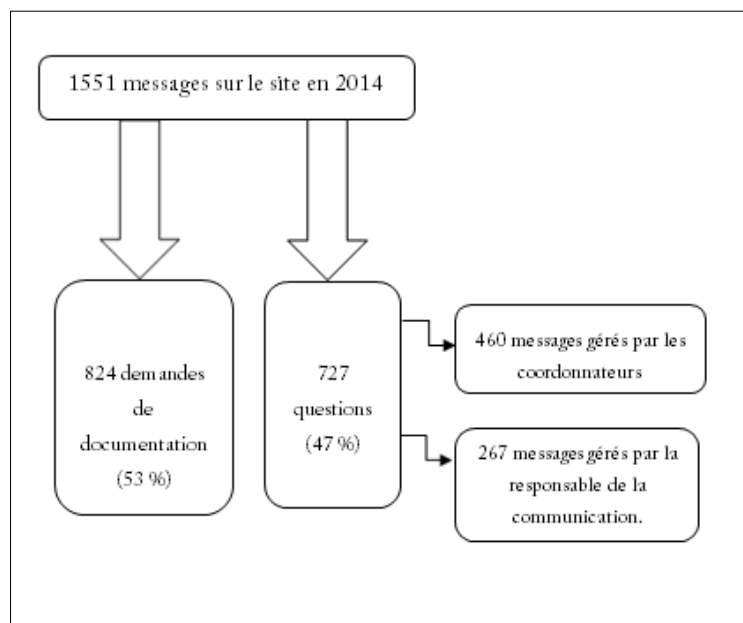 1551 messages sur le site en 2014
824 demandes
de
documentation
(53 %)
727
questions
(47 %)
460 messages gérés par les
coordonnateurs
267 messages gérés par la
responsable de la
communication.